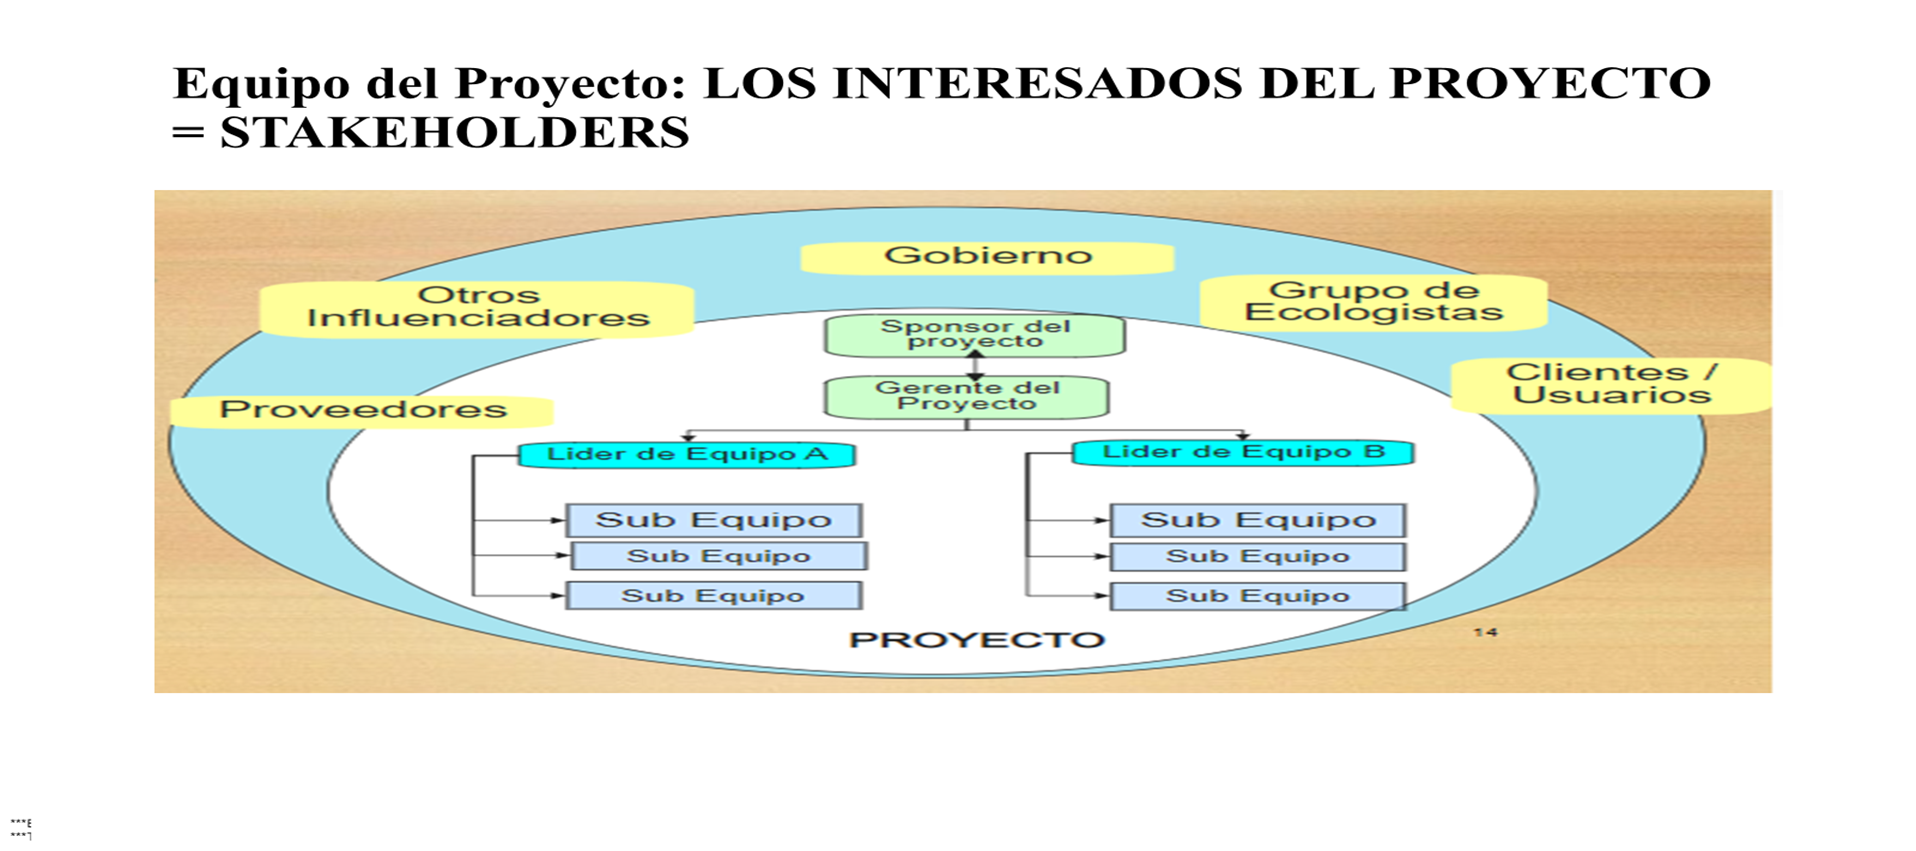 Equipo del Proyecto: LOS INTERESADOS DEL PROYECTO
= STAKEHOLDERS
Gobierno
Otros
Influenciadores
Grupo de
Ecologistas
Sponsor del
proyecto
Clientes /
Usuarios
Gerente del
Proyecto
Proveedores
Lider de Equipo A
Lider de Equipo B
Sub Equipo
Sub Equipo
Sub Equipo
Sub Equipo
Sub Equipo
Sub Equipo
PROYECTO
14